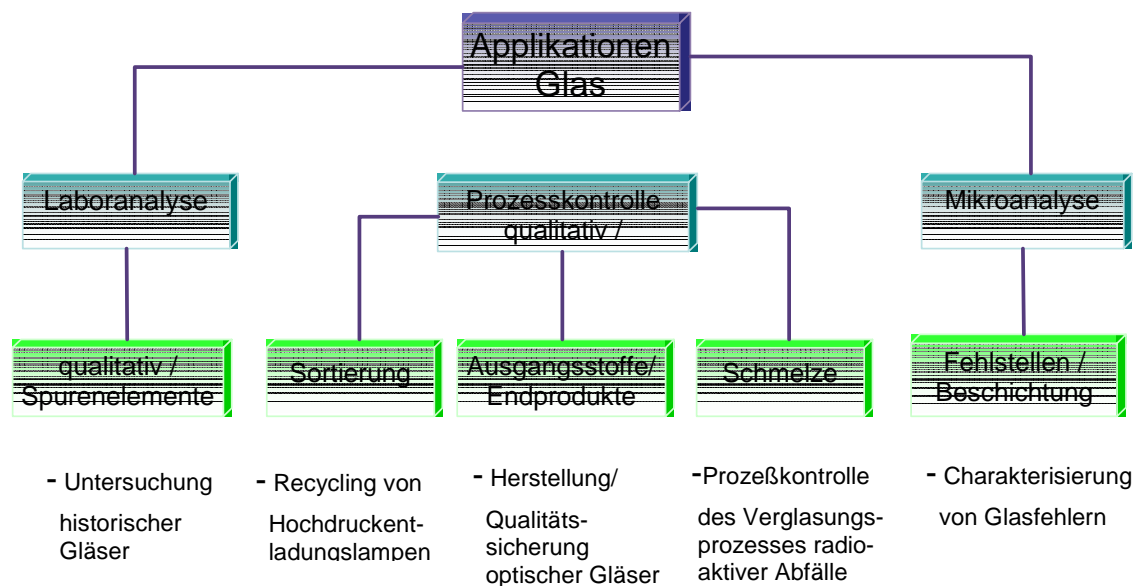 Applikationen
Glas
Laboranalyse
Prozesskontrolle
qualitativ /
Mikroanalyse
qualitativ /
Spurenelemente
Sortierung
Ausgangsstoffe/
Endprodukte
Schmelze
Fehlstellen /
Beschichtung
- Untersuchung
historischer
Gläser
- Recycling von
Hochdruckent-
ladungslampen
- Herstellung/
Qualitäts-
sicherung
optischer Gläser
-Prozeßkontrolle
des Verglasungs-
prozesses radio-
aktiver Abfälle
- Charakterisierung
von Glasfehlern